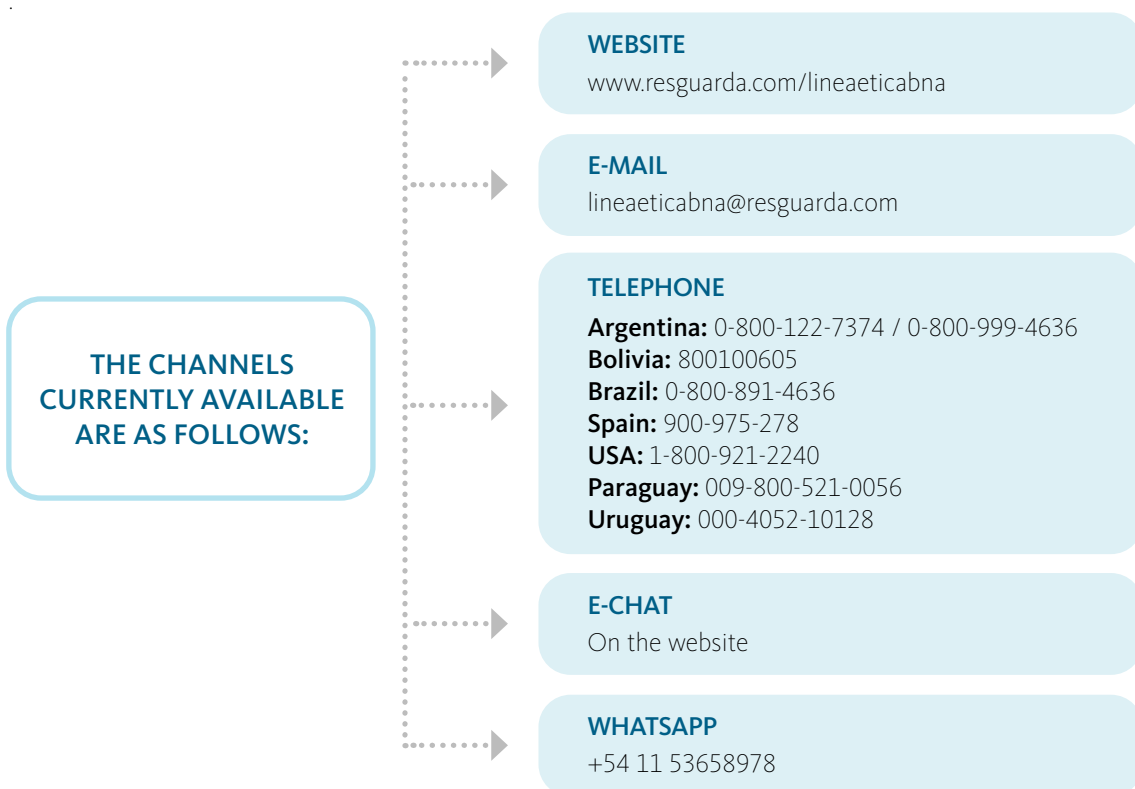 THE CHANNELS
CURRENTLY AVAILABLE
ARE AS FOLLOWS:
WEBSITE
www.resguarda.com/lineaeticabna
E-MAIL
lineaeticabna@resguarda.com
TELEPHONE
Argentina: 0-800-122-7374 / 0-800-999-4636
Bolivia: 800100605
Brazil: 0-800-891-4636
Spain: 900-975-278
USA: 1-800-921-2240
Paraguay: 009-800-521-0056
Uruguay: 000-4052-10128
E-CHAT
On the website
WHATSAPP
+54 11 53658978